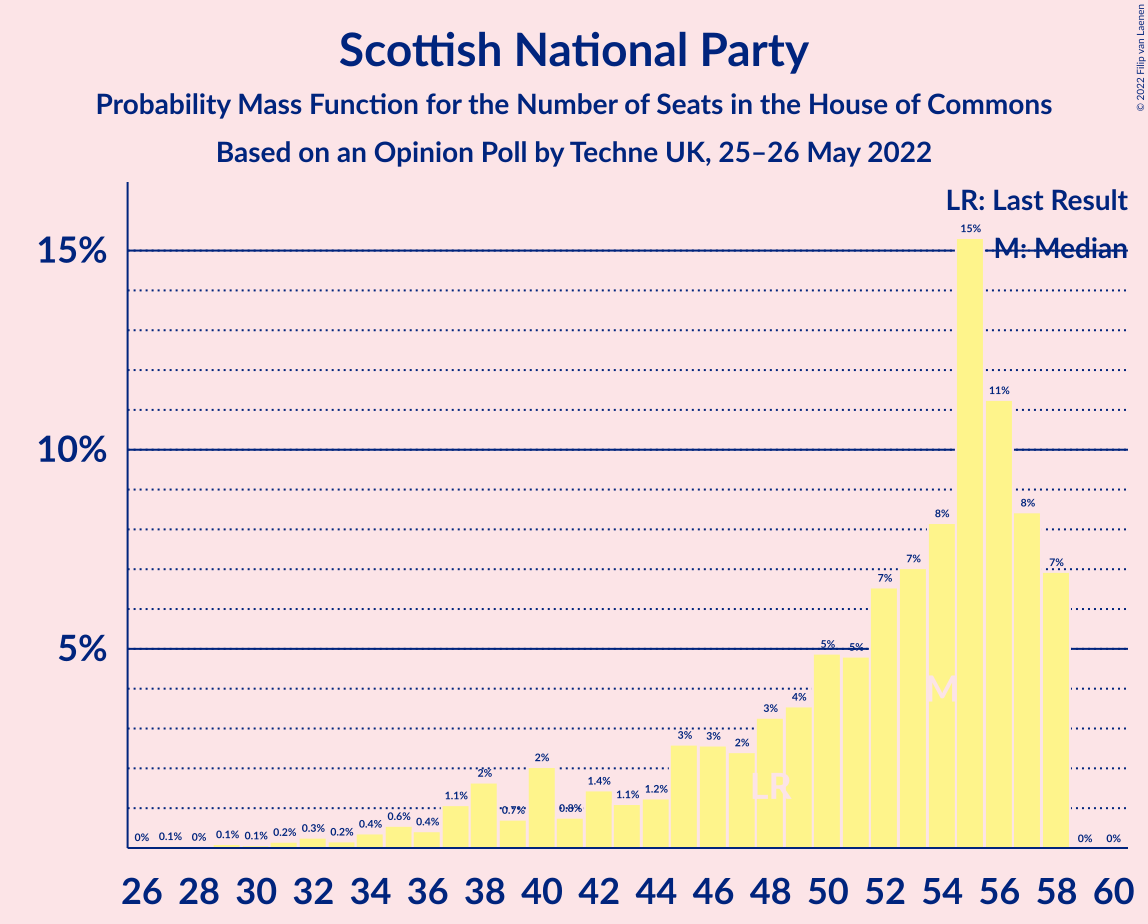 Scottish National Party
Probability Mass Function for the Number of Seats in the House of Commons
Based on an Opinion Poll by Techne UK, 25–26 May 2022
© 2022 Filip van Laenen
LR: Last Result
M: Median
15%
10%
5%
0% 0.1% 0% 0.1% 0.1% 0.2% 0.3% 0.2% 0.4% 0.6% 0.4% 1.1% 2% 0.7% 2% 0.8% 1.4% 1.1% 1.2% 3% 3% 2% 3% 4% 5% 5% 7% 7% 8% 15% 11% 8% 7% 0% 0%
M
LR
26 28 30 32 34 36 38 40 42 44 46 48 50 52 54 56 58 60